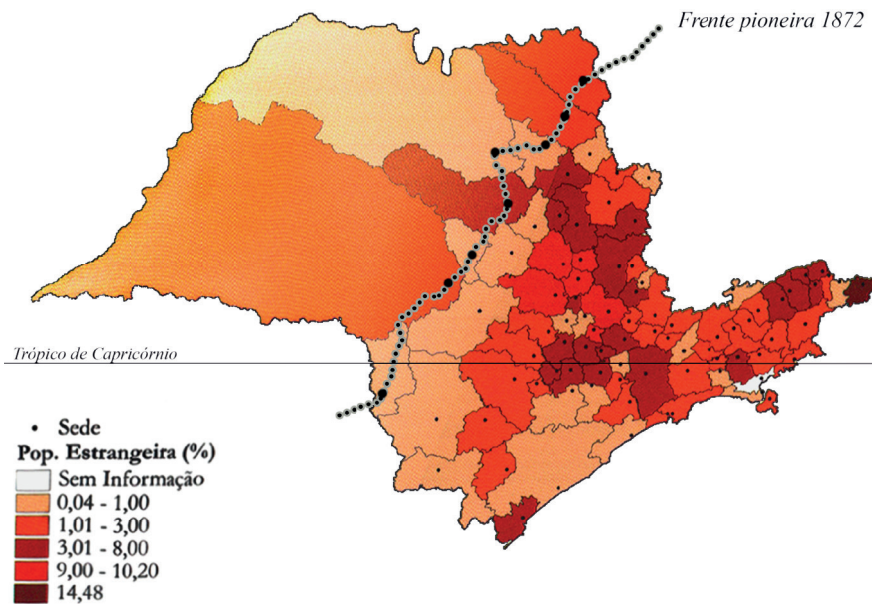 Frente pioneira 1872
Trópico de Capricórnio
Sede
Pop. Estrangeira (%)
Sem Informação
0,04 - 1,00
1,01 - 3,00
3,01 - 8,00
9,00 - 10,20
14,48